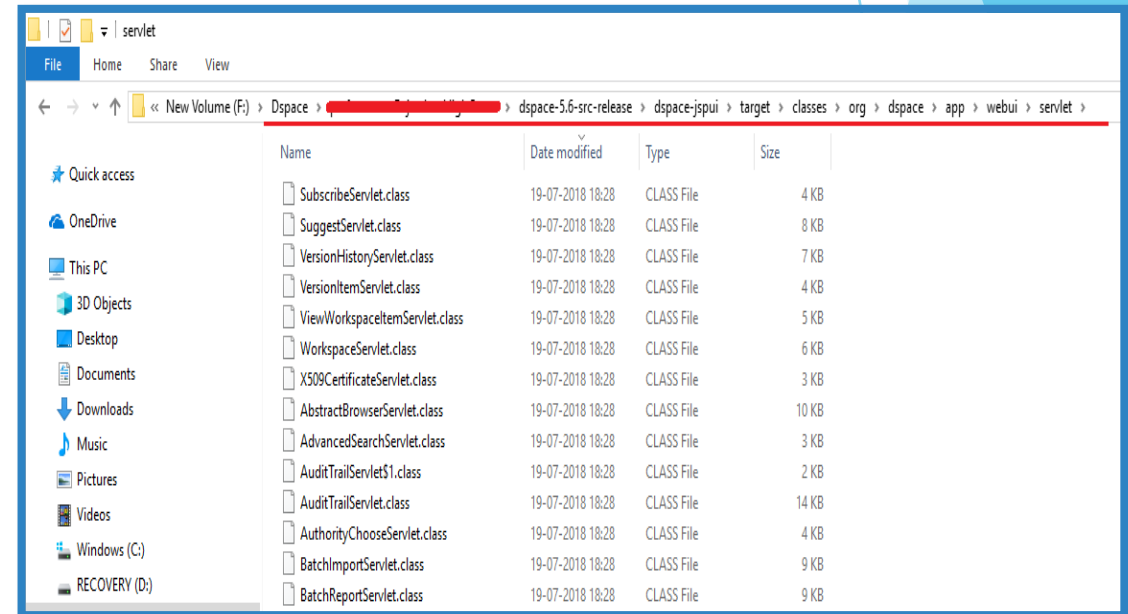 servlet
File Home Share View
« New Volume (F:) > Dspace > > dspace-5.6-src-release > dspace-jspui > target > classes > org > dspace > app > webui > servlet >
Name Date modified Type Size
Quick access
OneDrive
This PC
3D Objects
Desktop
Documents
Downloads
Music
Pictures
Videos
Windows (C:)
RECOVERY (D:)
SubscribeServlet.class 19-07-2018 18:28 CLASS File 4 KB
SuggestServlet.class 19-07-2018 18:28 CLASS File 8 KB
VersionHistoryServlet.class 19-07-2018 18:28 CLASS File 7 KB
VersionItemServlet.class 19-07-2018 18:28 CLASS File 4 KB
ViewWorkspaceItemServlet.class 19-07-2018 18:28 CLASS File 5 KB
WorkspaceServlet.class 19-07-2018 18:28 CLASS File 6 KB
X509CertificateServlet.class 19-07-2018 18:28 CLASS File 3 KB
AbstractBrowserServlet.class 19-07-2018 18:28 CLASS File 10 KB
AdvancedSearchServlet.class 19-07-2018 18:28 CLASS File 3 KB
AuditTrailServlet$1.class 19-07-2018 18:28 CLASS File 2 KB
AuditTrailServlet.class 19-07-2018 18:28 CLASS File 14 KB
AuthorityChooseServlet.class 19-07-2018 18:28 CLASS File 4 KB
BatchImportServlet.class 19-07-2018 18:28 CLASS File 9 KB
BatchReportServlet.class 19-07-2018 18:28 CLASS File 9 KB